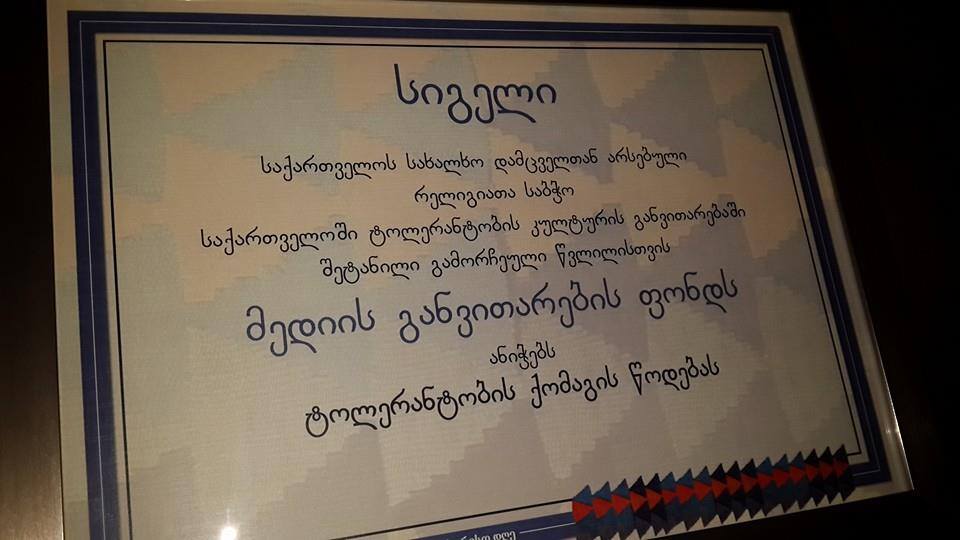 სიგელი
საქართველოს სახალხო დამცველთან არსებული
რელიგიათა საბჭო
საქართველოში ტოლერანტობის კულტურის განვითარებაში
შეტანილი გამორჩეული წვლილისთვის
მედიის განვითარების ფონდს
ანიჭებს
ტოლერანტობის ქომაგის წოდებას
დღე